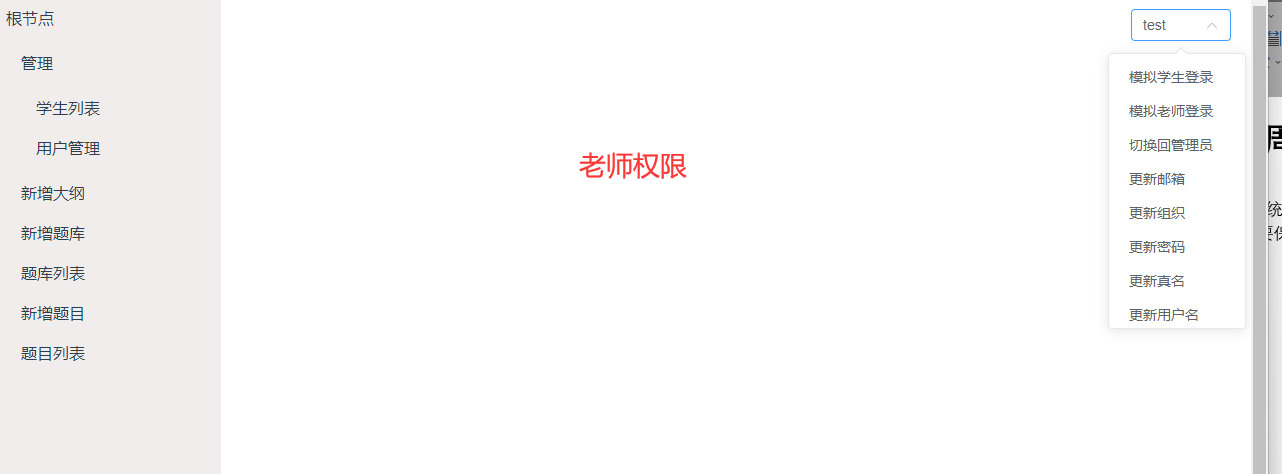 根节点
管理
学生列表
用户管理
新增大纲
新增题库
题库列表
新增题目
题目列表
老师权限
test
模拟学生登录
模拟老师登录
切换回管理员
更新邮箱
更新组织
更新密码
更新真名
更新用户名
统